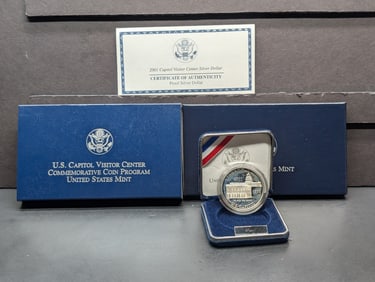 2001 Capitol Visitor Center Silver Dollar
CERTIFICATE OF AUTHENTICITY
Proof Silver Dollar
U.S. CAPITOL VISITOR CENTER
COMMEMORATIVE COIN PROGRAM
UNITED STATES MINT
MINT